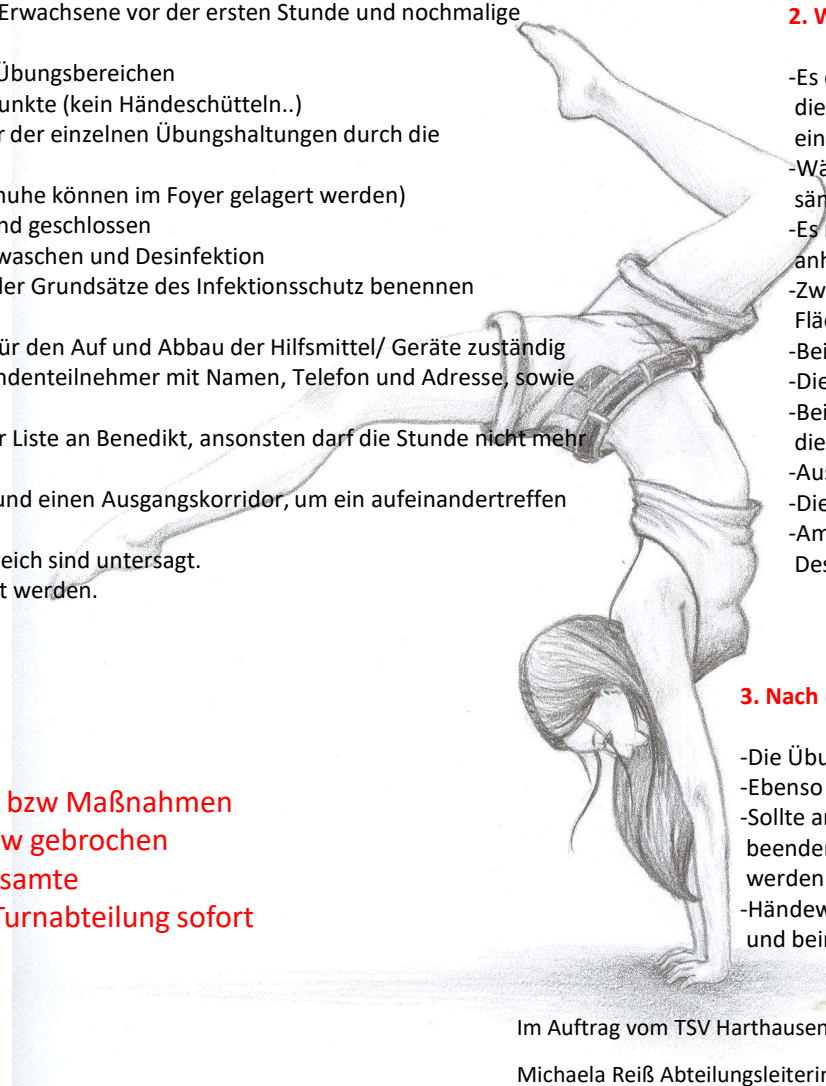 Erwachsene vor der ersten Stunde und nochmalige
Übungsbereichen
unkte (kein Händeschütteln..)
der einzelnen Übungshaltungen durch die
huhe können im Foyer gelagert werden)
nd geschlossen
waschen und Desinfektion
der Grundsätze des Infektionsschutz benennen
ür den Auf und Abbau der Hilfsmittel/ Geräte zuständig
ndenteilnehmer mit Namen, Telefon und Adresse, sowie
r Liste an Benedikt, ansonsten darf die Stunde nicht mehr
und einen Ausgangskorridor, um ein aufeinandertreffen
eich sind untersagt.
t werden.
bzw Maßnahmen
w gebrochen
samte
Turnabteilung sofort
2. W
-Es
die
ein
-Wä
sär
-Es
anh
-Zw
Fläc
-Bei
-Die
-Bei
die
-Aus
-Die
-Am
Des
3. Nach
-Die Übu
-Ebenso
-Sollte ar
beender
werden
-Händew
und beir
Im Auftrag vom TSV Harthausen
Michaela Reiß Abteilungsleiterin